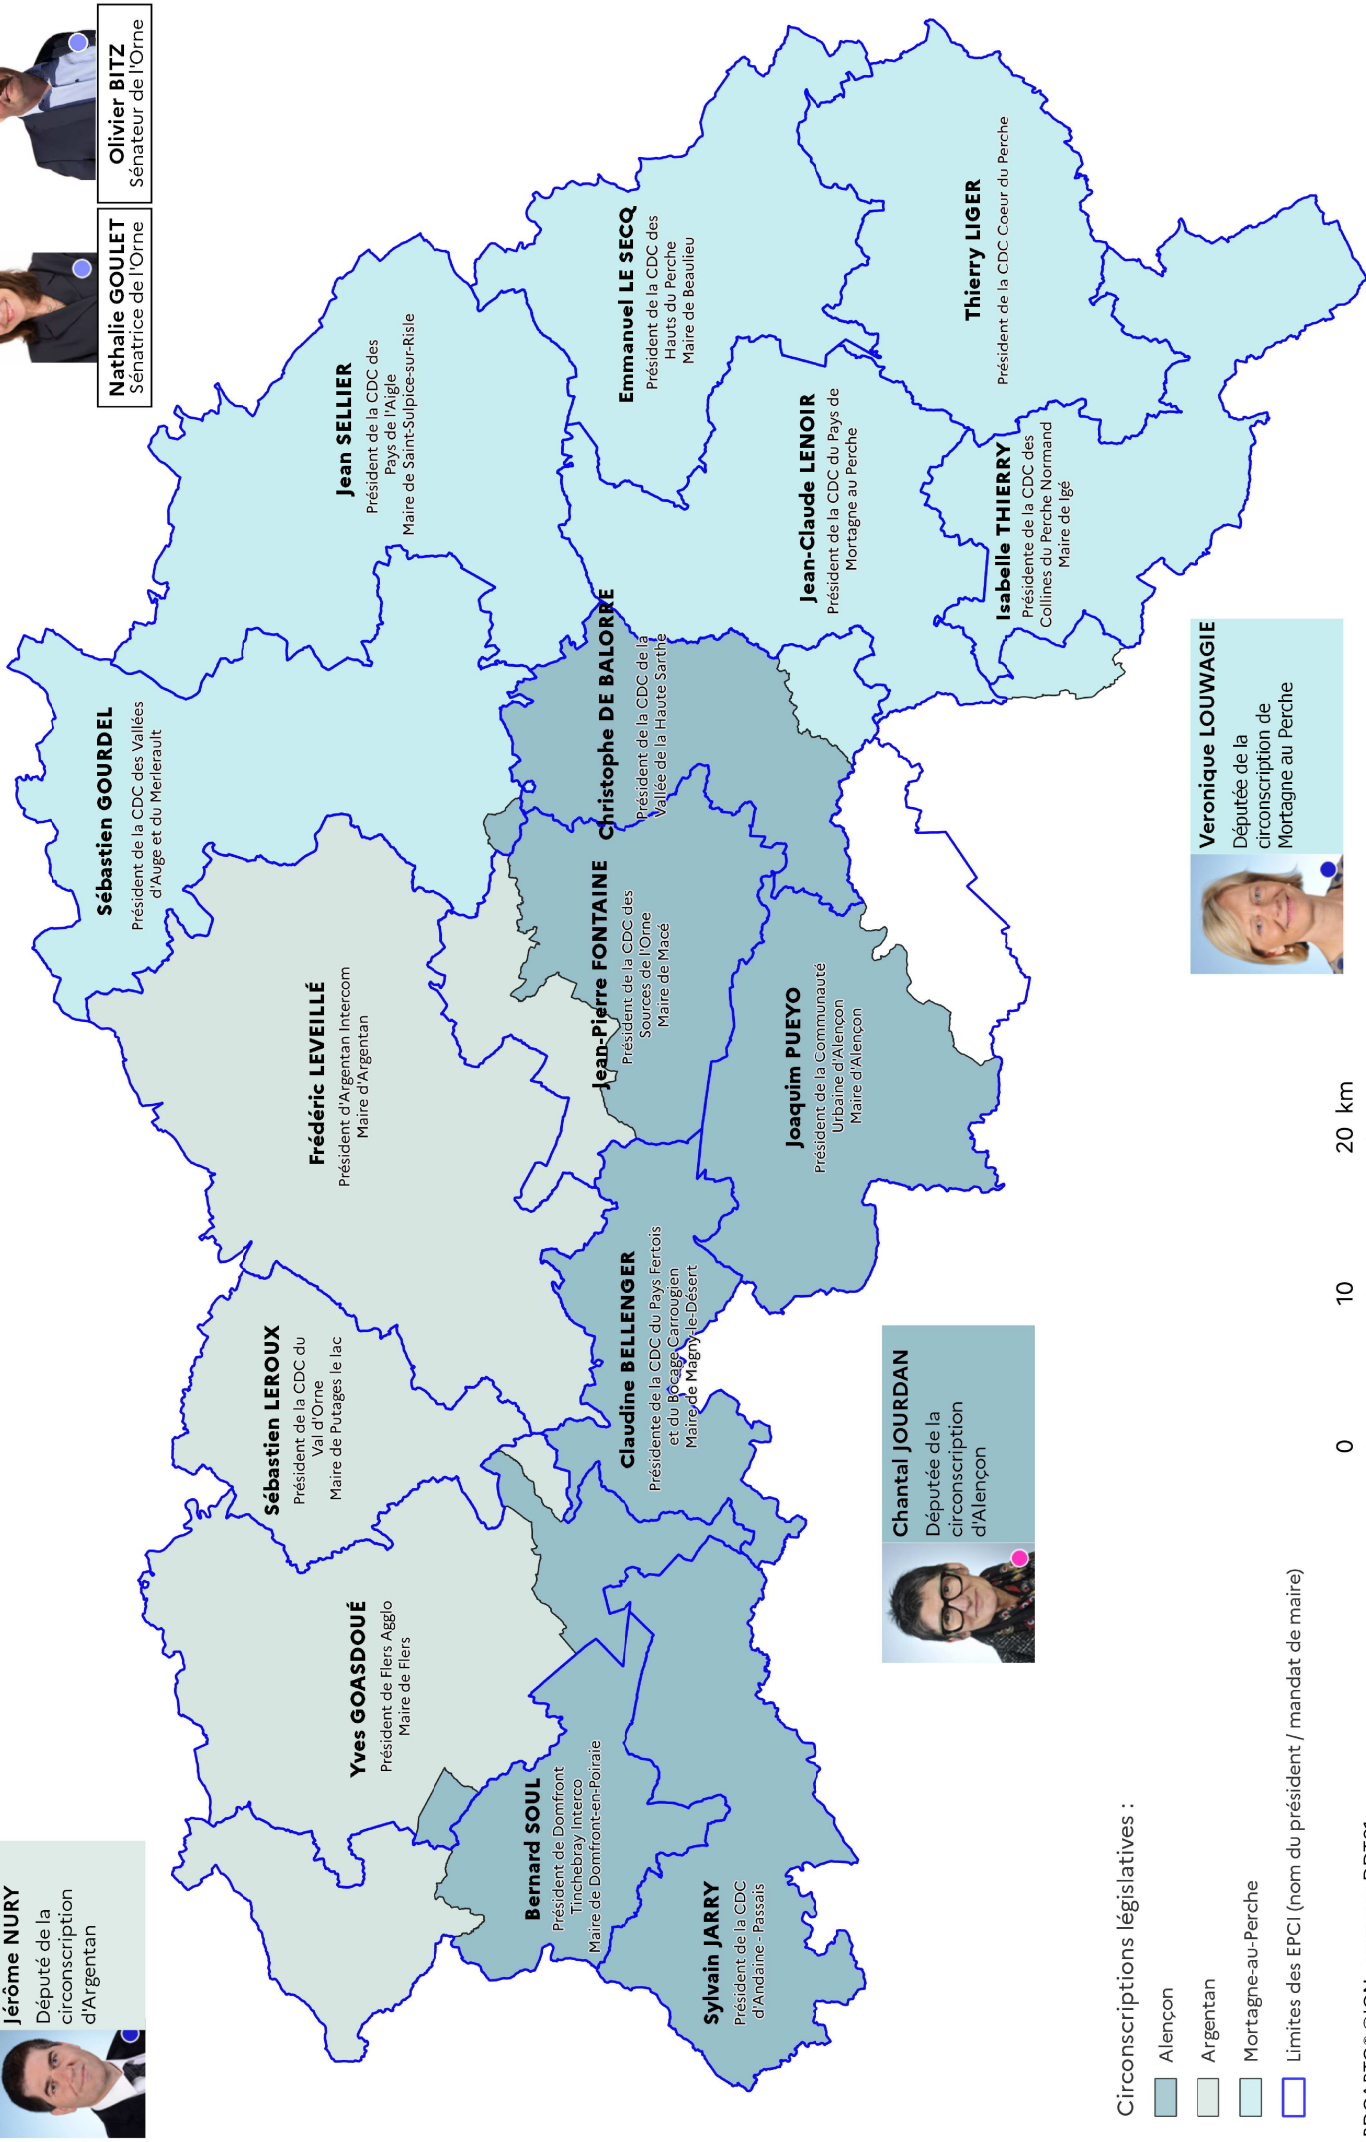 Jérôme NURY
Député de la
circonscription
d'Argentan
Nathalie GOULET
Sénatrice de l'Orne
Olivier BITZ
Sénateur de l'Orne
Sébastien GOURDEL
Président de la CDC des Vallées
d'Auge et du Merlerault
Jean SELLIER
Président de la CDC des
Pays de l'Aigle
Maire de Saint-Sulpice-sur-Risle
Sébastien LEROUX
Président de la CDC du
Val d'Orne
Maire de Putages le lac
Frédéric LEVEILLÉ
Président d'Argentan Intercom
Maire d'Argentan
Yves GOASDOUÉ
Président de Flers Agglo
Maire de Flers
Bernard SOUL
Président de Domfront
Tinchebray Interco
Maire de Domfront-en-Poiraie
Claudine BELLENGER
Présidente de la CDC du Pays Fertois
et du Bocage Carrougien
Maire de Magny-le-Désert
Jean-Pierre FONTAINE
Président de la CDC des
Sources de l'Orne
Maire de Macé
Christophe DE BALORRE
Président de la CDC de la
Vallée de la Haute Sarthe
Emmanuel LE SECQ
Président de la CDC des
Hauts du Perche
Maire de Beaulieu
Sylvain JARRY
Président de la CDC
d'Andaine - Passais
Joaquim PUEYO
Président de la Communauté
Urbaine d'Alençon
Maire d'Alençon
Jean-Claude LENOIR
Président de la CDC du Pays de
Mortagne au Perche
Thierry LIGER
Président de la CDC Coeur du Perche
Isabelle THIERRY
Présidente de la CDC des
Collines du Perche Normand
Maire de Igé
Chantal JOURDAN
Députée de la
circonscription
d'Alençon
Veronique LOUWAGIE
Députée de la
circonscription de
Mortagne au Perche
Circonscriptions législatives :
Alençon
Argentan
Mortagne-au-Perche
Limites des EPCI (nom du président / mandat de maire)
0 10 20 km